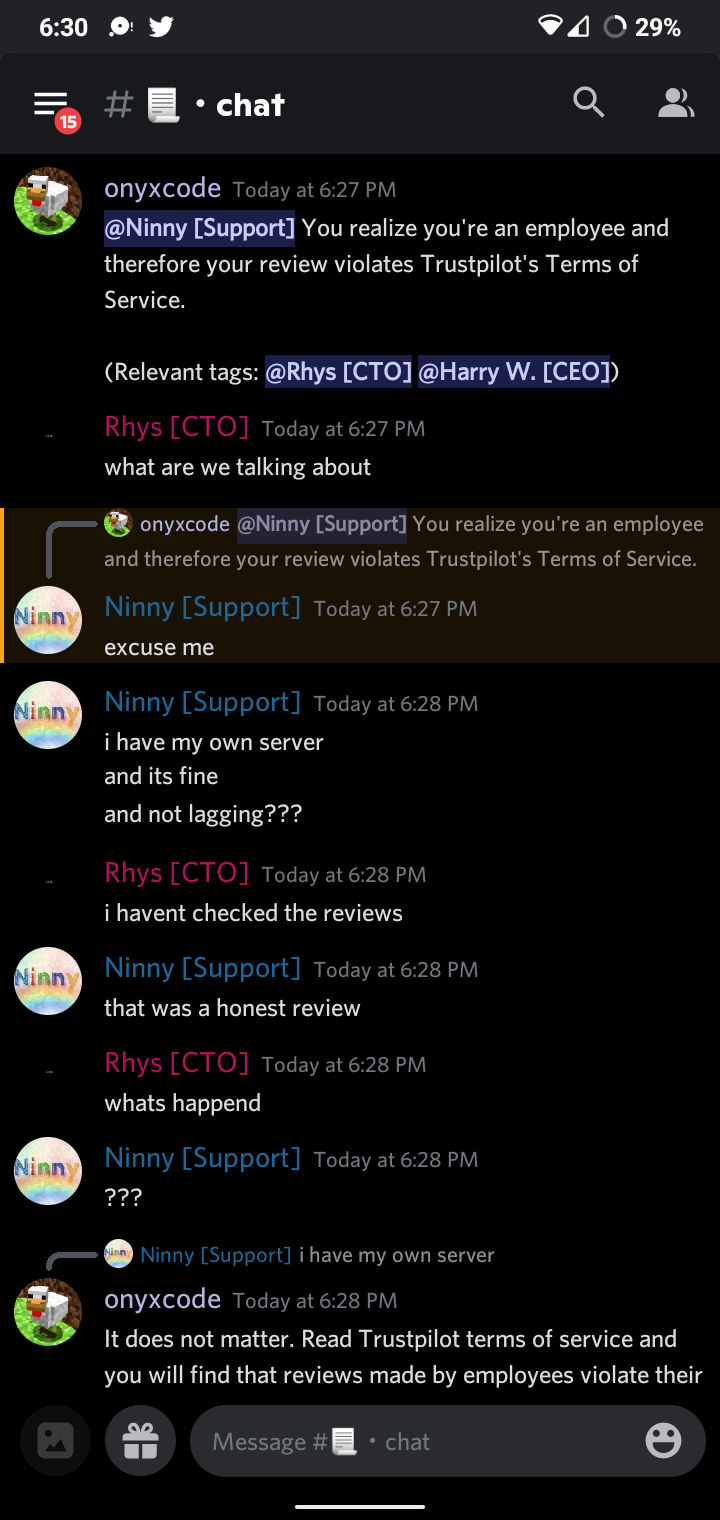 6:30
29%
15
# 📜 • chat
onyxcode Today at 6:27 PM
@Ninny [Support] You realize you're an employee and
therefore your review violates Trustpilot's Terms of
Service.
(Relevant tags: @Rhys [CTO] @Harry W. [CEO])
Rhys [CTO] Today at 6:27 PM
what are we talking about
onyxcode @Ninny [Support] You realize you're an employee
and therefore your review violates Trustpilot's Terms of Service.
Ninny
Ninny [Support] Today at 6:27 PM
excuse me
Ninny
Ninny [Support] Today at 6:28 PM
i have my own server
and its fine
and not lagging???
Rhys [CTO] Today at 6:28 PM
i havent checked the reviews
Ninny
Ninny [Support] Today at 6:28 PM
that was a honest review
Rhys [CTO] Today at 6:28 PM
whats happend
Ninny
Ninny [Support] Today at 6:28 PM
???
Ninny
Ninny [Support] i have my own server
onyxcode Today at 6:28 PM
It does not matter. Read Trustpilot terms of service and
you will find that reviews made by employees violate their
Message #📜 • chat